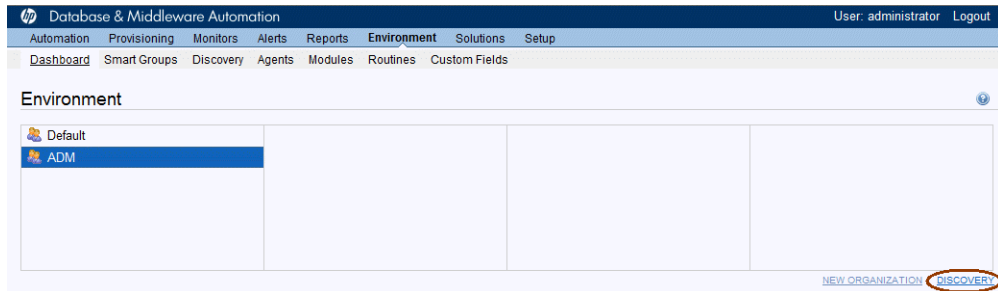 hp Database & Middleware Automation User: administrator Logout
Automation Provisioning Monitors Alerts Reports Environment Solutions Setup
Dashboard Smart Groups Discovery Agents Modules Routines Custom Fields
Environment ?
Default
ADM
NEW ORGANIZATION DISCOVERY